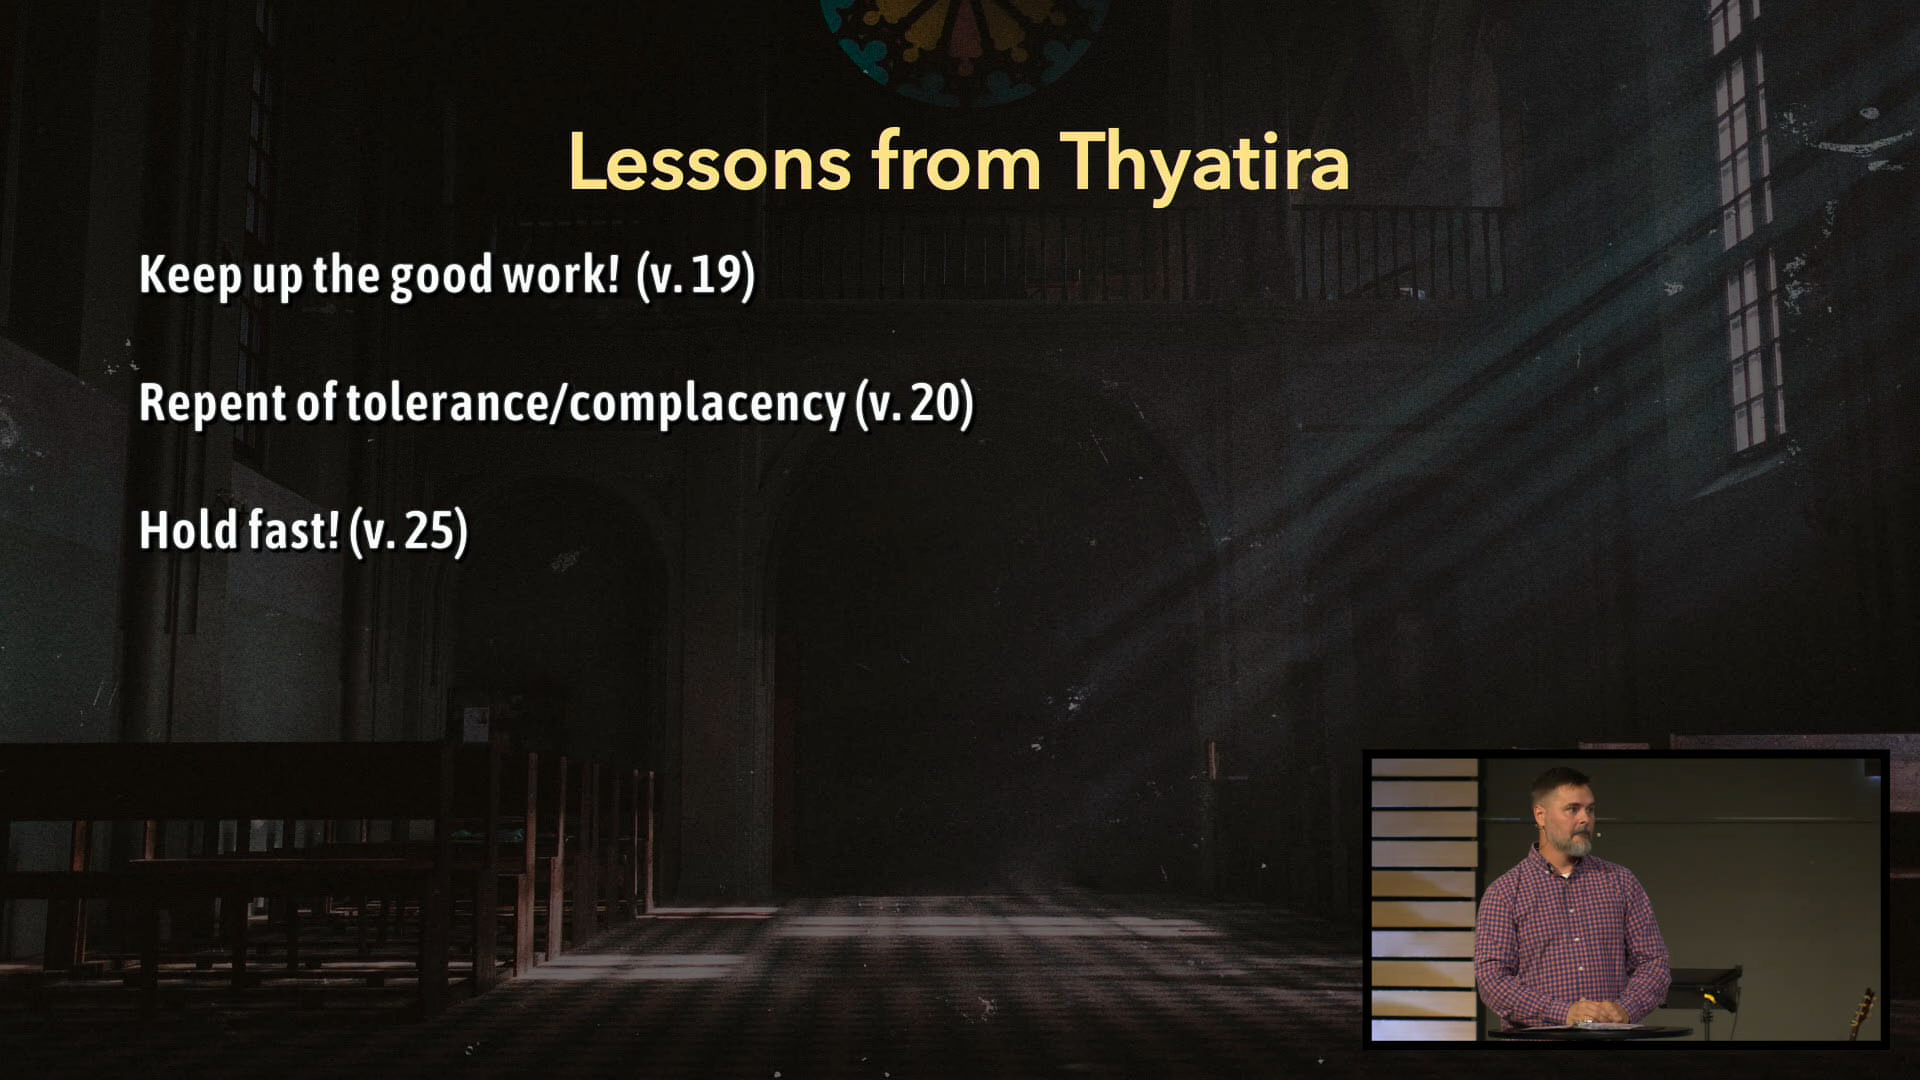 Lessons from Thyatira
Keep up the good work! (v. 19)
Repent of tolerance/complacency (v. 20)
Hold fast! (v. 25)